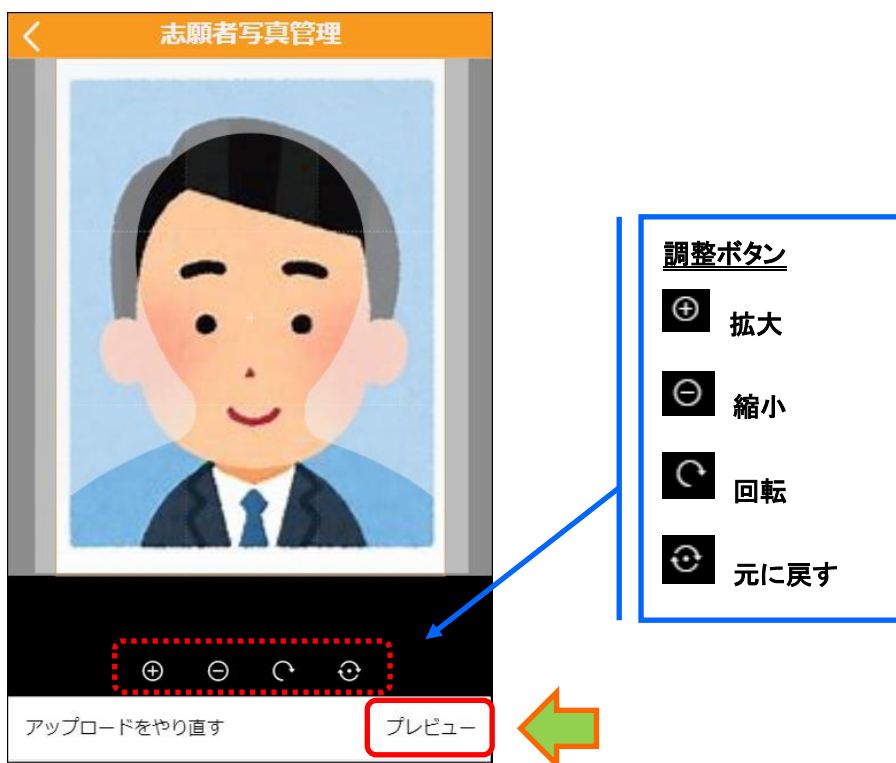 志願者写真管理
アップロードをやり直す
プレビュー
調整ボタン
拡大
縮小
回転
元に戻す